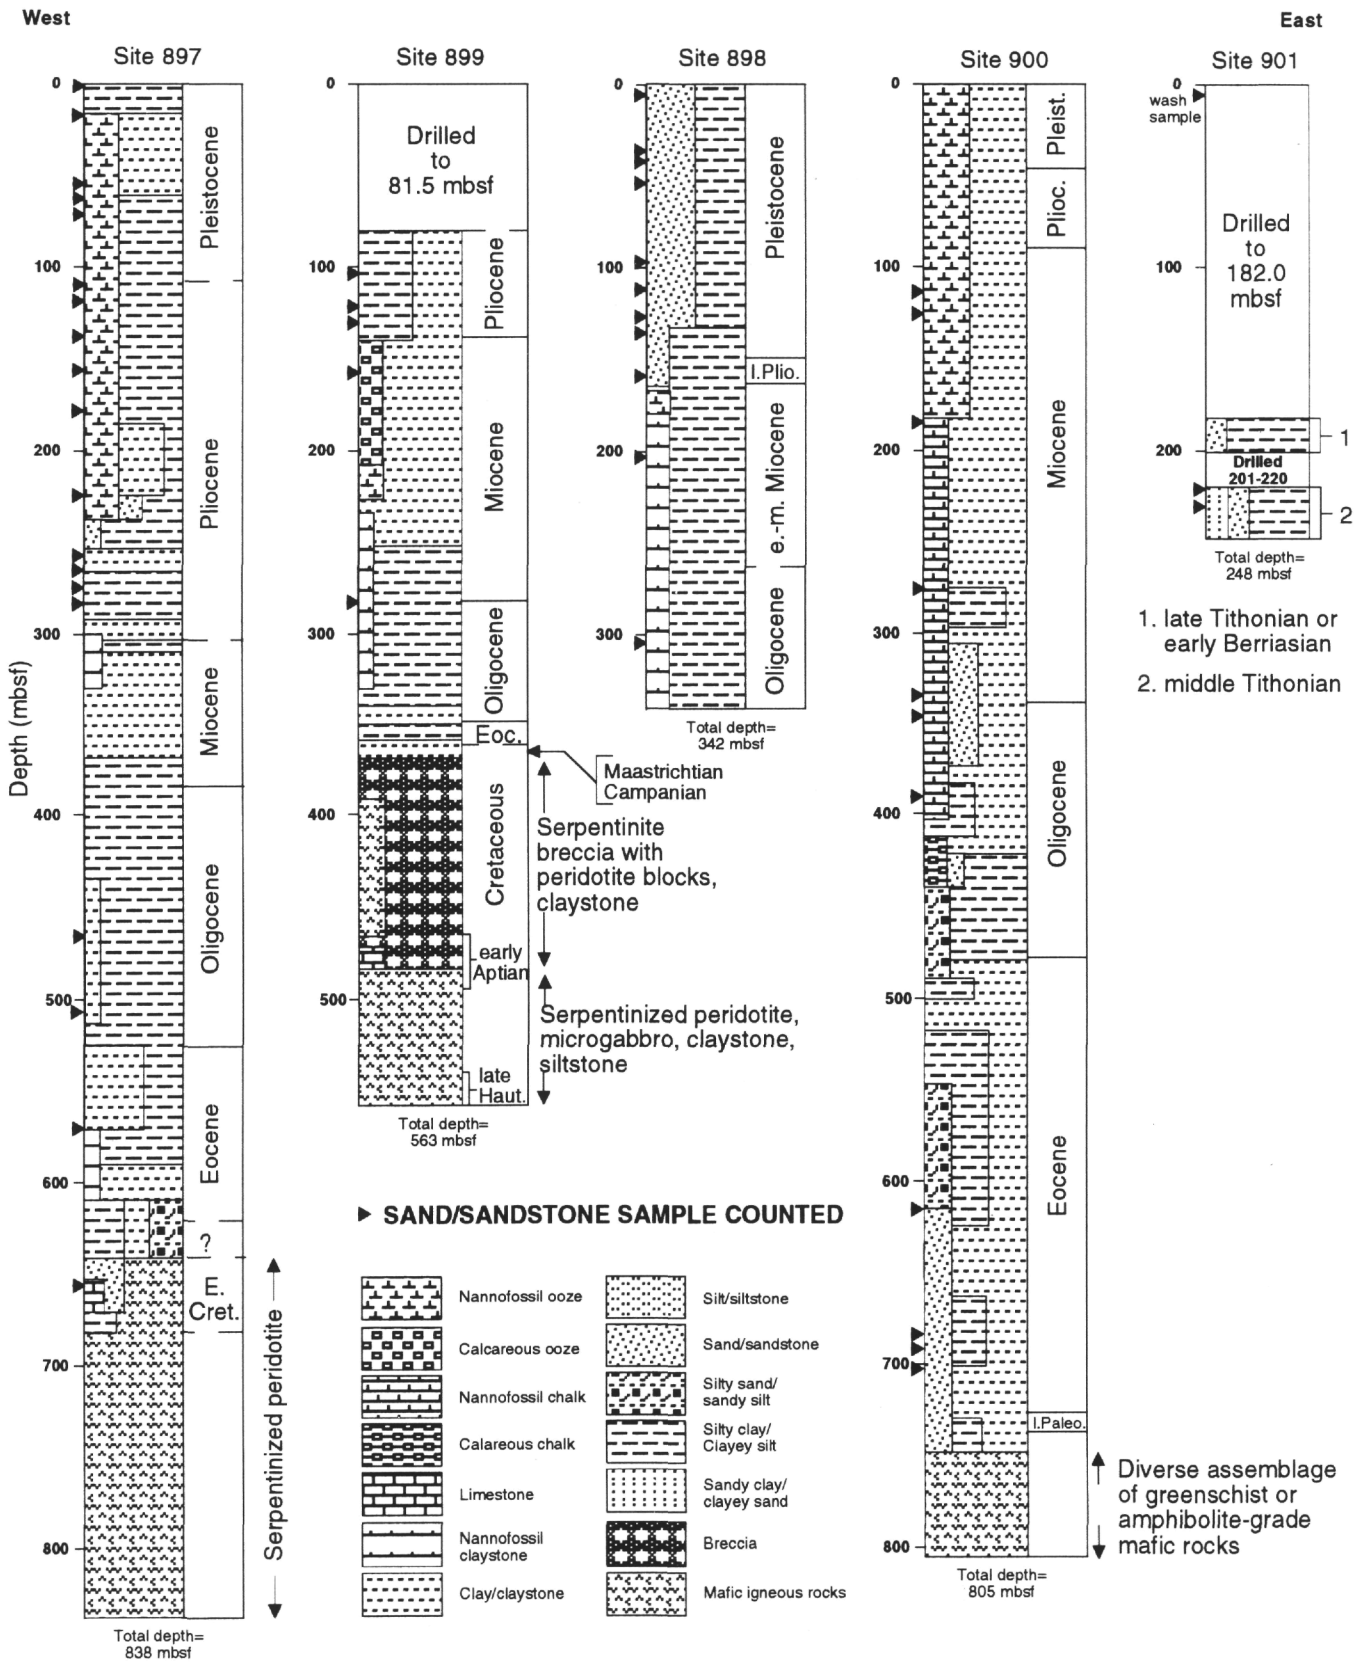 West
East
Site 897
Site 899
Site 898
Site 900
Site 901
Depth (mbsf)
0
100
200
300
400
500
600
700
800
Pleistocene
Pliocene
Miocene
Oligocene
Eocene
?
E.
Cret.
Serpentinized peridotite
Total depth=
838 mbsf
0
100
200
300
400
500
Drilled
to
81.5 mbsf
Pliocene
Miocene
Oligocene
Eoc.
Cretaceous
early
Aptian
late
Haut.
Maastrichtian
Campanian
Serpentinite
breccia with
peridotite blocks,
claystone
Serpentinized peridotite,
microgabbro, claystone,
siltstone
Total depth=
563 mbsf
0
100
200
300
Pleistocene
l.Plio.
e.-m. Miocene
Oligocene
Total depth=
342 mbsf
0
100
200
300
400
500
600
700
800
Pleist.
Plioc.
Miocene
Oligocene
Eocene
l.Paleo.
Diverse assemblage
of greenschist or
amphibolite-grade
mafic rocks
Total depth=
805 mbsf
0
wash
sample
100
200
Drilled
to
182.0
mbsf
1
Drilled
201-220
2
Total depth=
248 mbsf
1. late Tithonian or
early Berriasian
2. middle Tithonian
SAND/SANDSTONE SAMPLE COUNTED
Nannofossil ooze
Calcareous ooze
Nannofossil chalk
Calareous chalk
Limestone
Nannofossil
claystone
Clay/claystone
Silt/siltstone
Sand/sandstone
Silty sand/
sandy silt
Silty clay/
Clayey silt
Sandy clay/
clayey sand
Breccia
Mafic igneous rocks